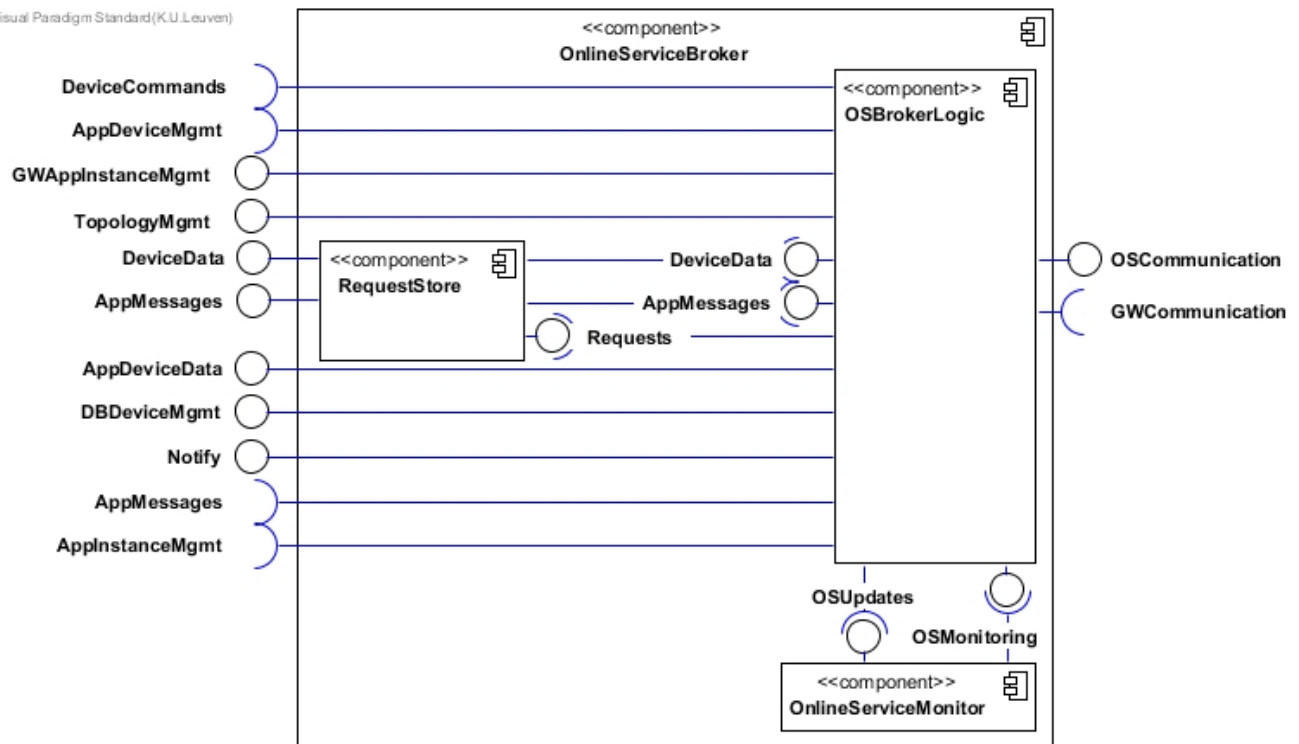 isual Paradigm Standard(K.U.Leuven)
<<component>>
OnlineServiceBroker
DeviceCommands
<<component>>
OSBrokerLogic
AppDeviceMgmt
GWAppInstanceMgmt
TopologyMgmt
DeviceData
<<component>>
RequestStore
DeviceData
OSCommunication
AppMessages
AppMessages
GWCommunication
Requests
AppDeviceData
DBDeviceMgmt
Notify
AppMessages
AppInstanceMgmt
OSUpdates
OSMonitoring
<<component>>
OnlineServiceMonitor